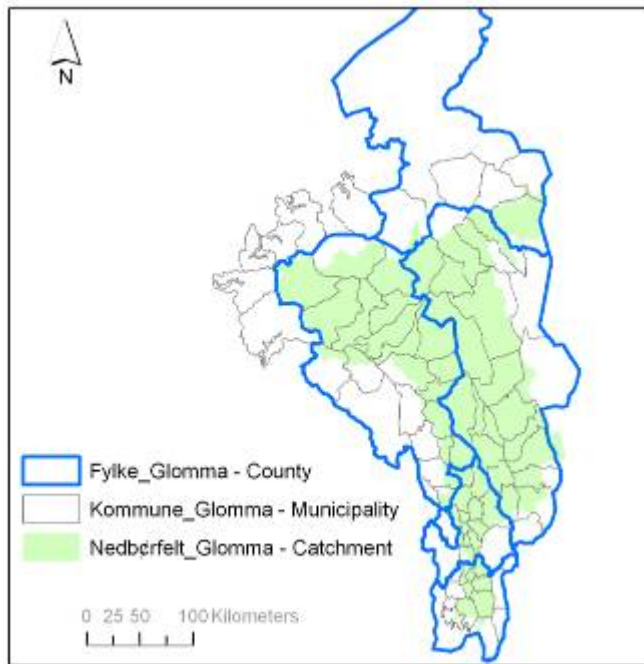 N
Fylke_Glomma - County
Kommune_Glomma - Municipality
Nedbørfelt_Glomma - Catchment
0 25 50 100 Kilometers